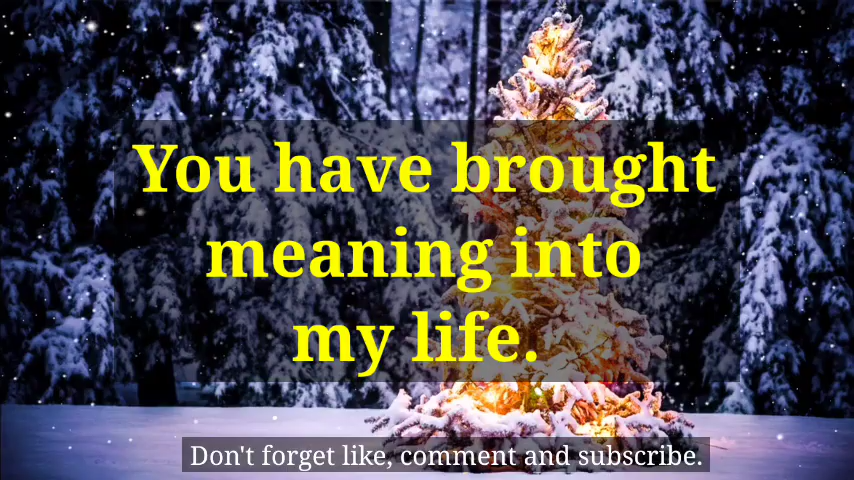 You have brought
meaning into
my life.
Don't forget like, comment and subscribe.